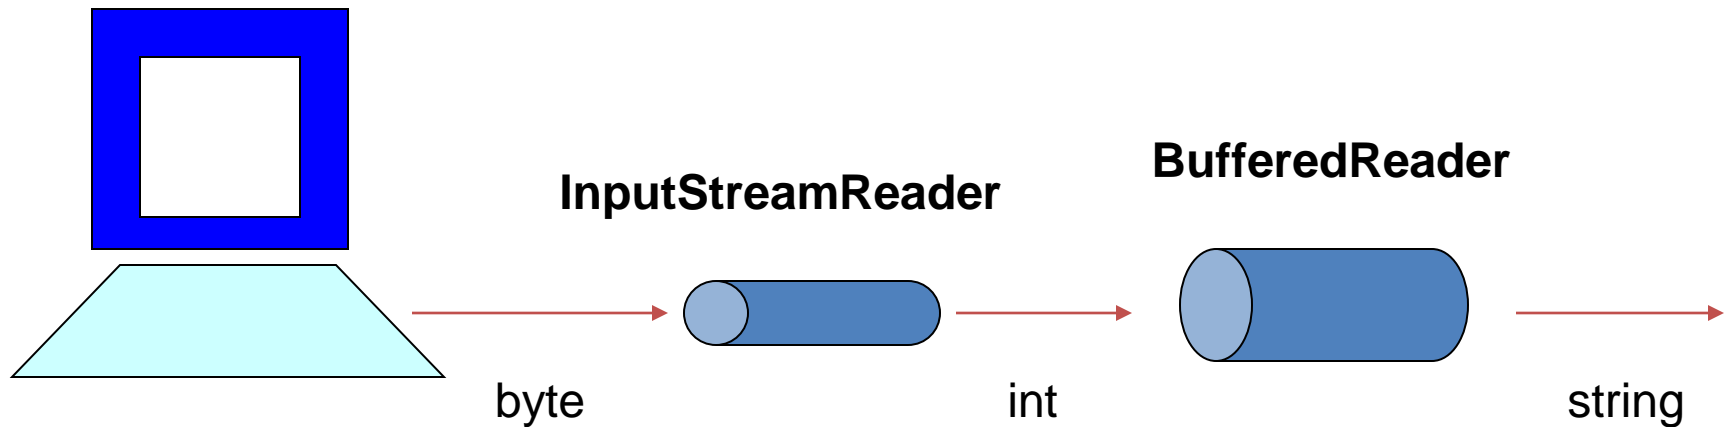 InputStreamReader
BufferedReader
byte
int
string